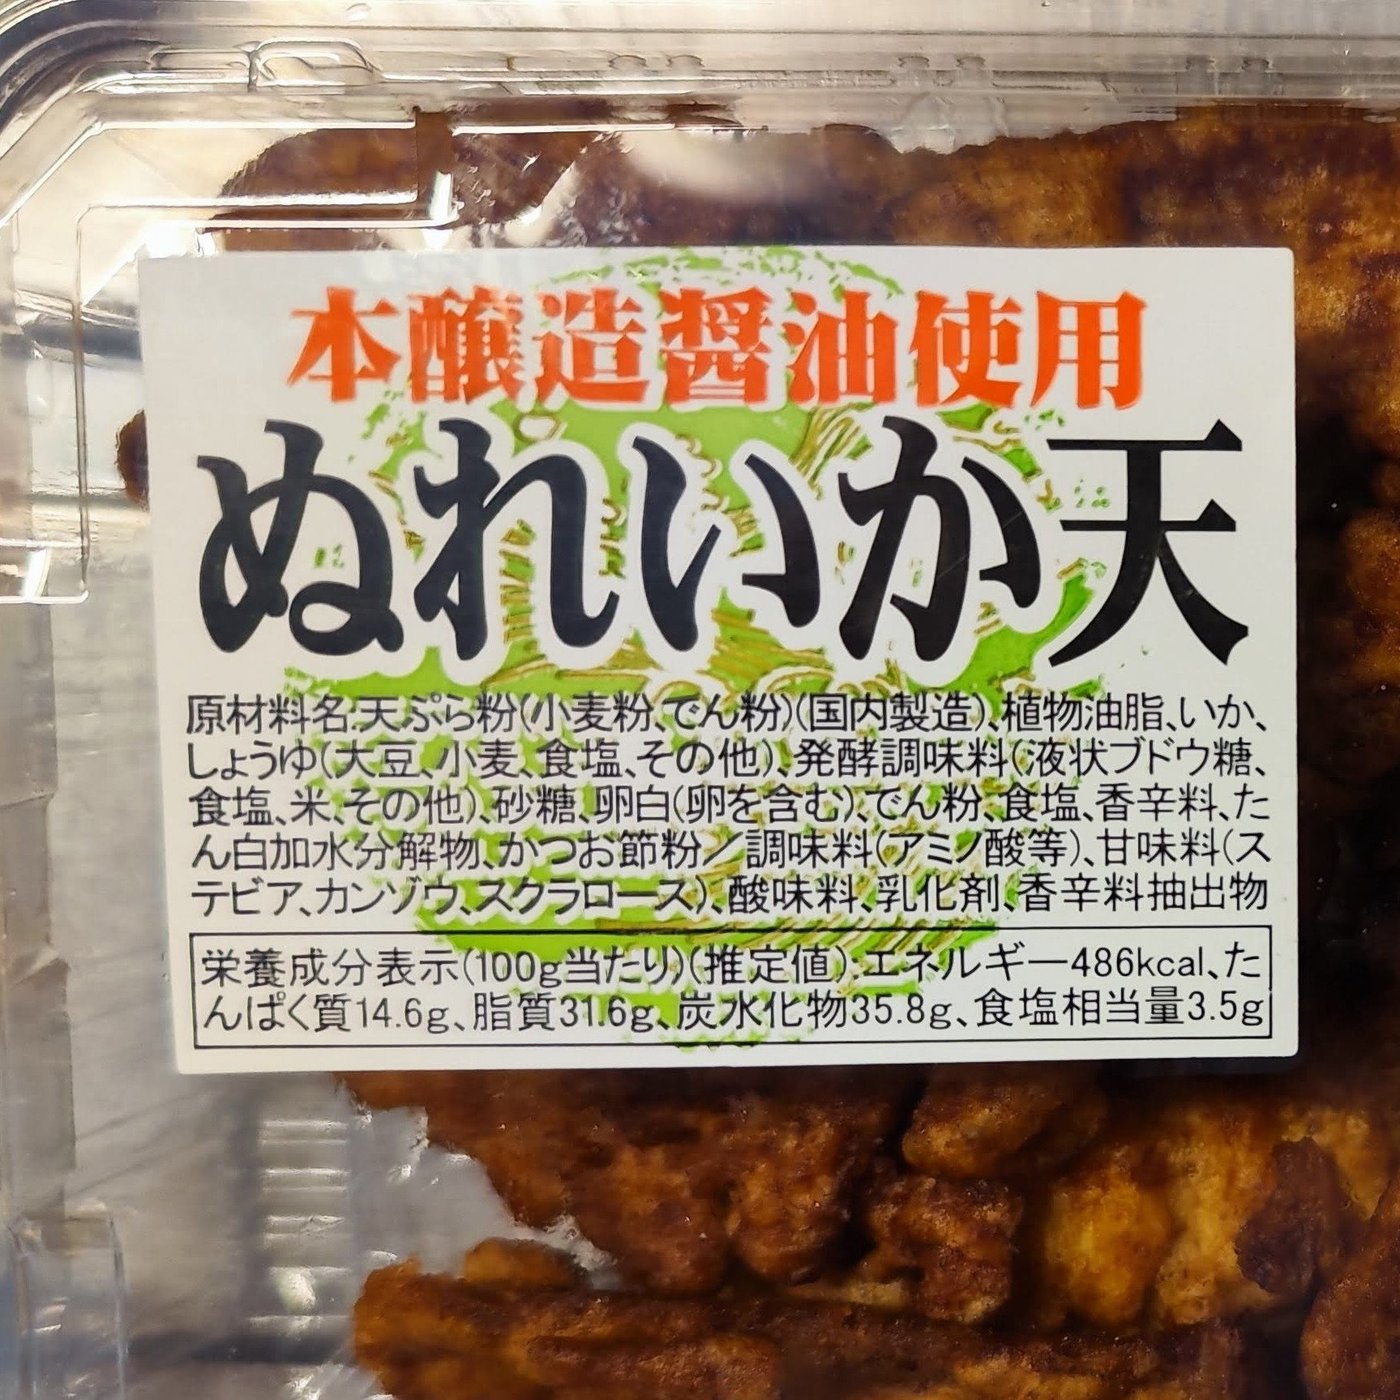 本醸造醤油使用
ぬれいか天
原材料名:天ぷら粉(小麦粉、でん粉)(国内製造)、植物油脂、いか、
しょうゆ(大豆、小麦、食塩、その他)、発酵調味料(液状ブドウ糖、
食塩、米、その他)、砂糖、卵白(卵を含む)、でん粉、食塩、香辛料、た
ん白加水分解物、かつお節粉／調味料(アミノ酸等)、甘味料(ス
テビア、カンゾウ、スクラロース)、酸味料、乳化剤、香辛料抽出物
栄養成分表示(100g当たり)(推定値):エネルギー486kcal、た
んぱく質14.6g、脂質31.6g、炭水化物35.8g、食塩相当量3.5g